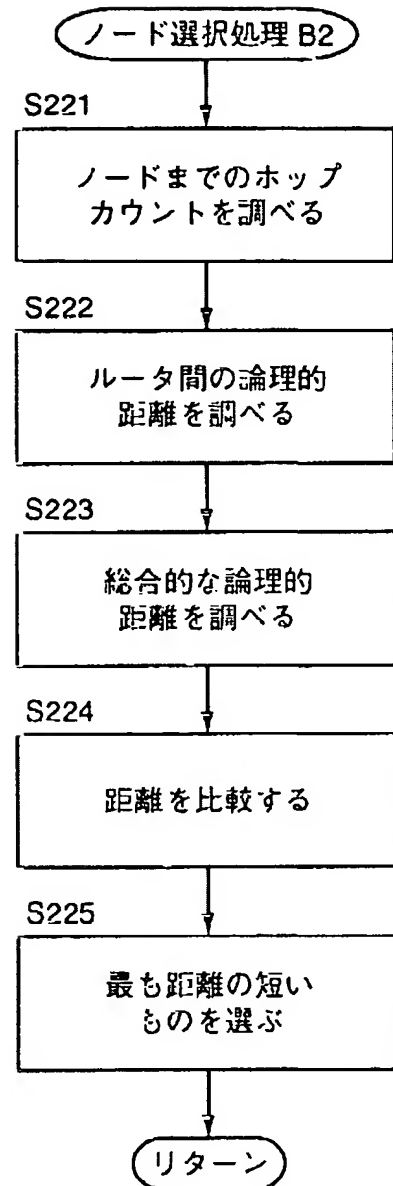 ノード選択処理 B2
S221
ノードまでのホップ
カウントを調べる
S222
ルータ間の論理的
距離を調べる
S223
総合的な論理的
距離を調べる
S224
距離を比較する
S225
最も距離の短い
ものを選ぶ
リターン